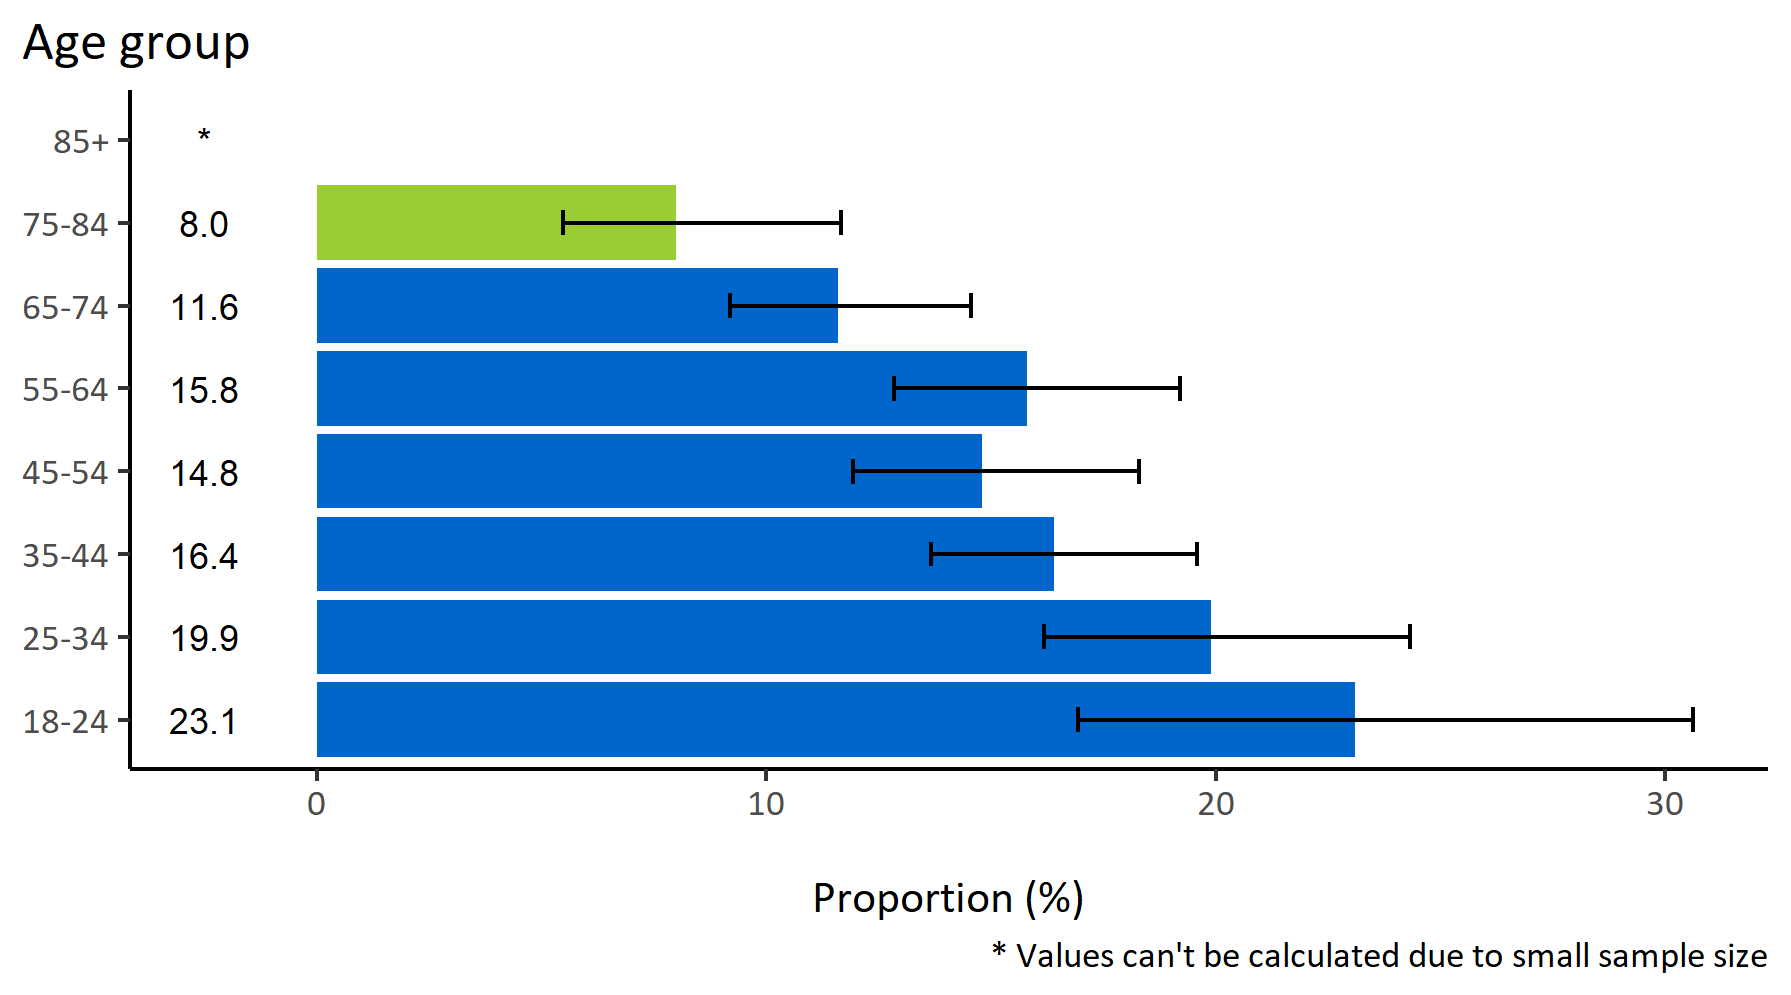 Age group
85+ *
75-84 8.0
65-74 11.6
55-64 15.8
45-54 14.8
35-44 16.4
25-34 19.9
18-24 23.1
0 10 20 30
Proportion (%)
* Values can't be calculated due to small sample size